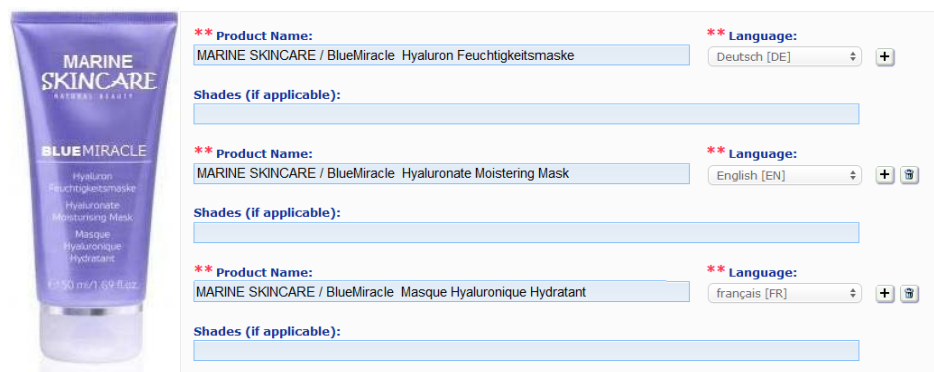 MARINE
SKINCARE
NATURAL BEAUTY
BLUEMIRACLE
Hyaluron
Feuchtigkeitsmaske
Hyaluronate
Moisturising Mask
Masque
Hyaluronique
Hydratant
50 ml/1.69 fl.oz.
** Product Name:
** Language:
MARINE SKINCARE / BlueMiracle Hyaluron Feuchtigkeitsmaske
Deutsch [DE]
+
Shades (if applicable):
** Product Name:
** Language:
MARINE SKINCARE / BlueMiracle Hyaluronate Moistering Mask
English [EN]
+
Shades (if applicable):
** Product Name:
** Language:
MARINE SKINCARE / BlueMiracle Masque Hyaluronique Hydratant
français [FR]
+
Shades (if applicable):